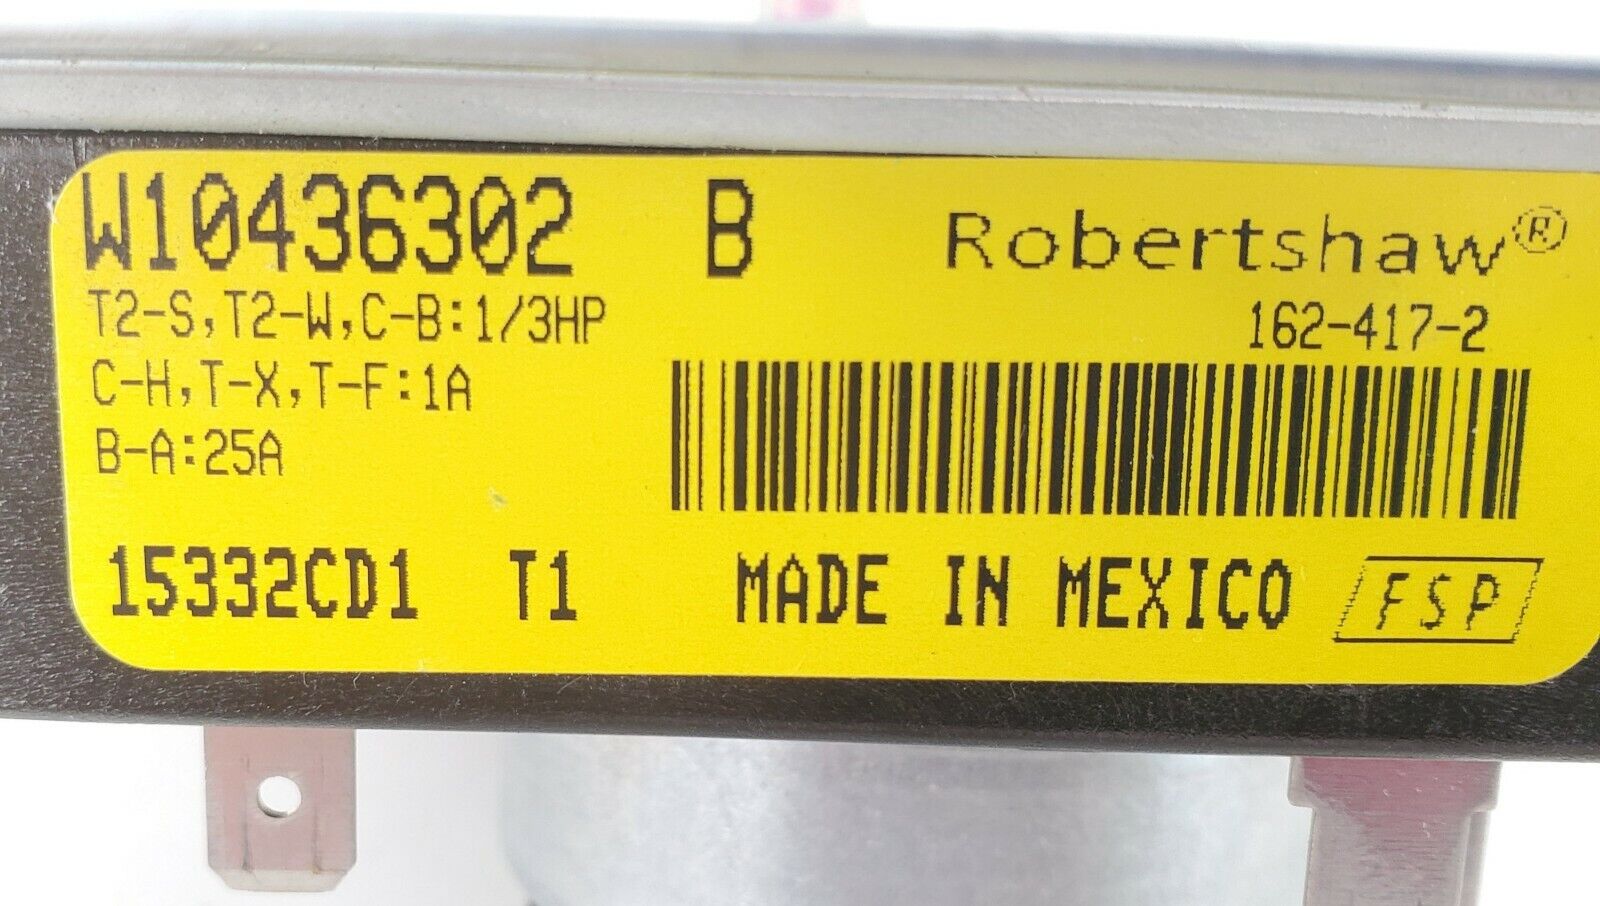 W10436302 B Robertshaw®
T2-S,T2-W,C-B:1/3HP
162-417-2
C-H,T-X,T-F:1A
B-A:25A
15332CD1 T1 MADE IN MEXICO FSP